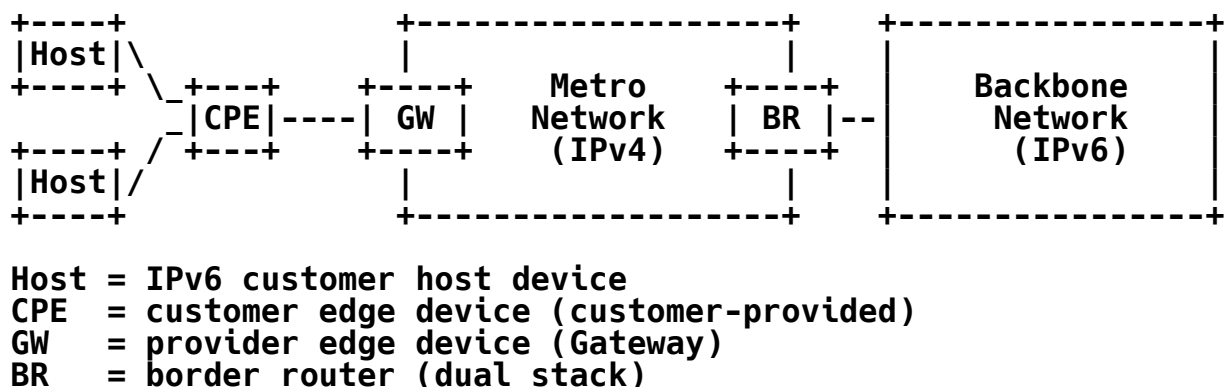 +----+              +-------------------+    +----------------+
|Host|\             |                   |    |                |
+----+ \_+---+    +----+    Metro    +----+  |    Backbone    |
        _|CPE|----| GW |   Network   | BR |--|     Network    |
+----+ / +---+    +----+    (IPv4)   +----+  |      (IPv6)    |
|Host|/             |                   |    |                |
+----+              +-------------------+    +----------------+
Host = IPv6 customer host device
CPE  = customer edge device (customer-provided)
GW   = provider edge device (Gateway)
BR   = border router (dual stack)